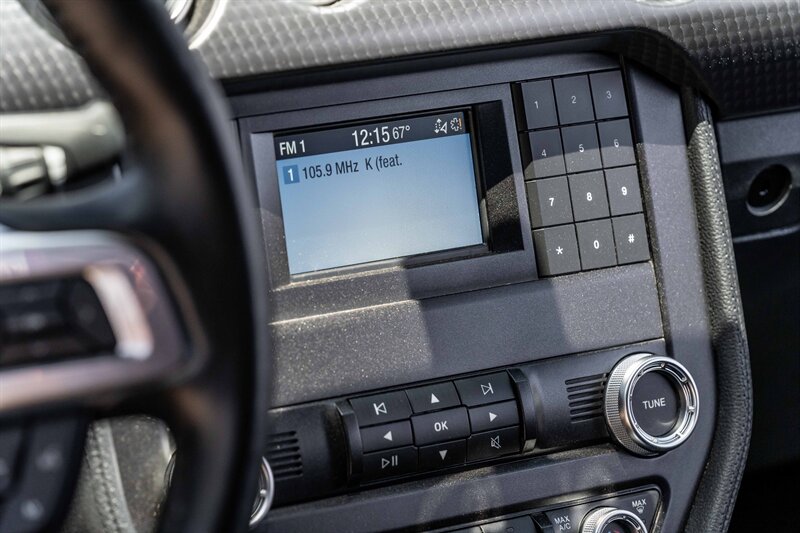 FM 1 12:15 67°
1 105.9 MHz K (feat.
1 2 3
4 5 6
7 8 9
* 0 #
OK
TUNE
MAX A/C
MAX